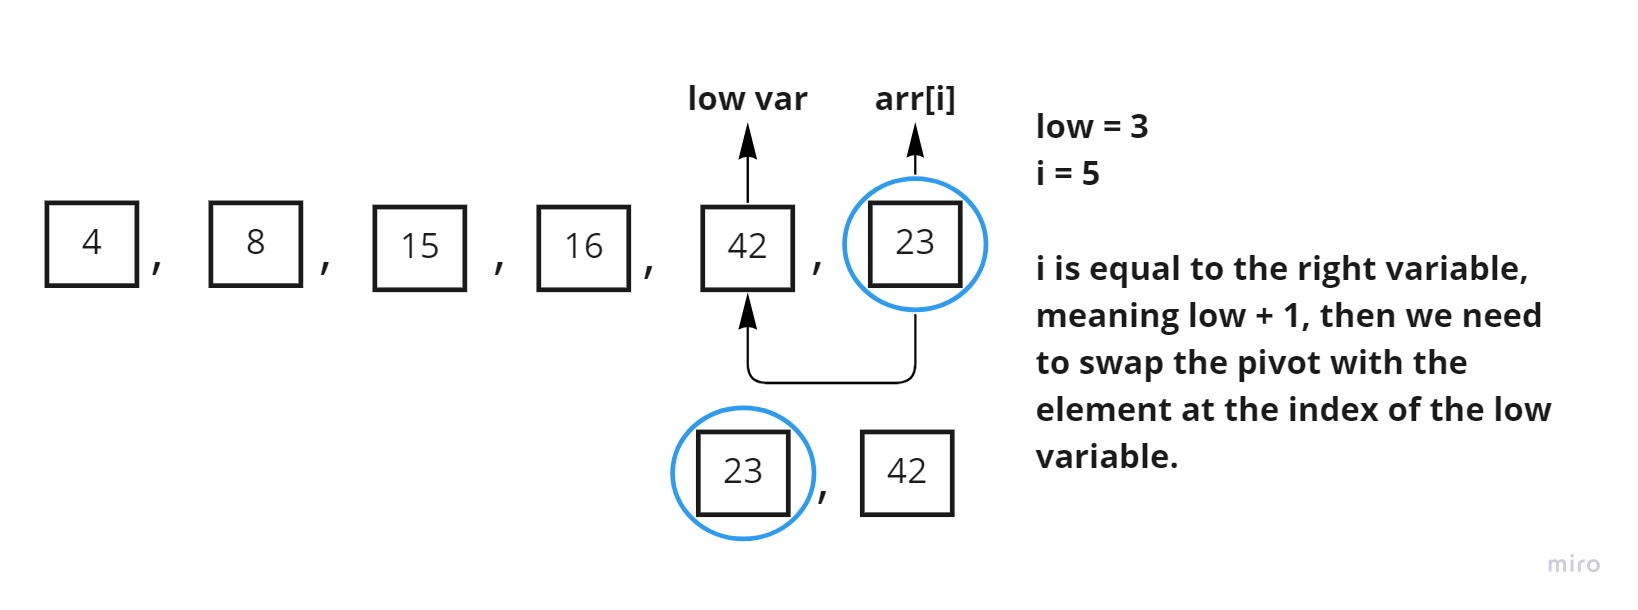 low var arr[i]
low = 3
i = 5
4 , 8 , 15 , 16 , 42 , 23
i is equal to the right variable,
meaning low + 1, then we need
to swap the pivot with the
element at the index of the low
variable.
23 , 42
miro